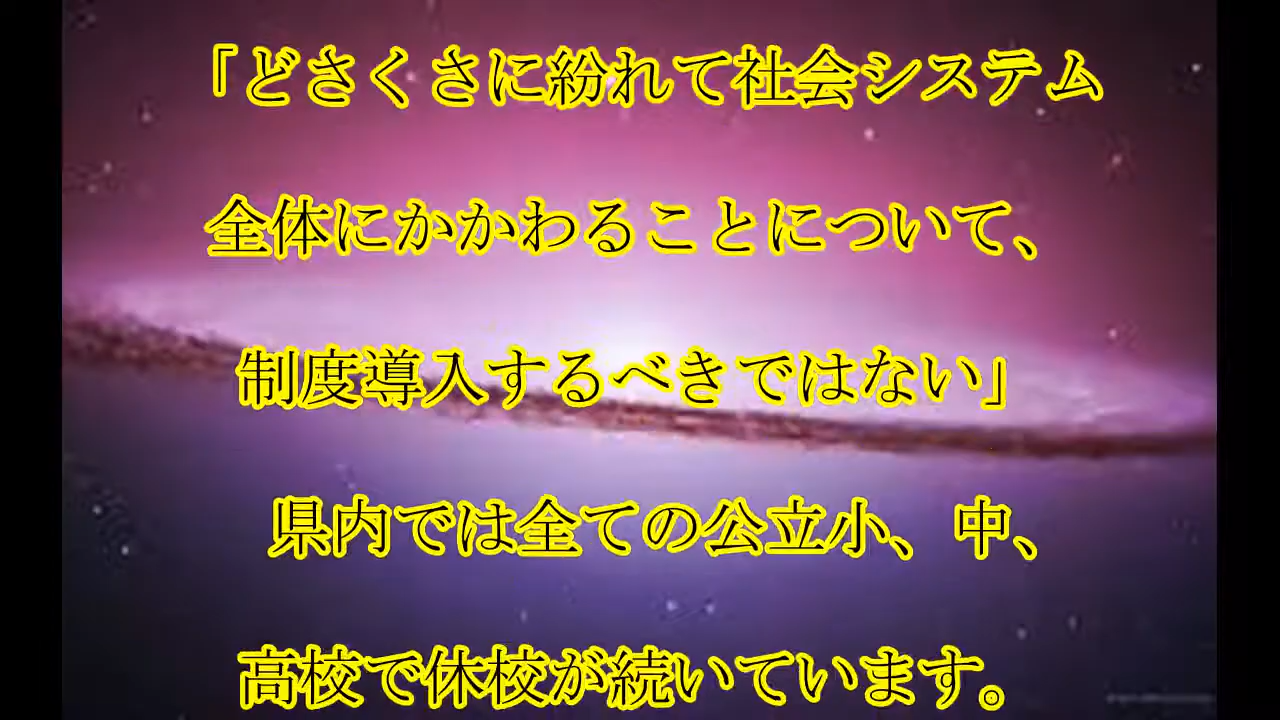 「どさくさに紛れて社会システム
全体にかかわることについて、
制度導入するべきではない」
県内では全ての公立小、中、
高校で休校が続いています。